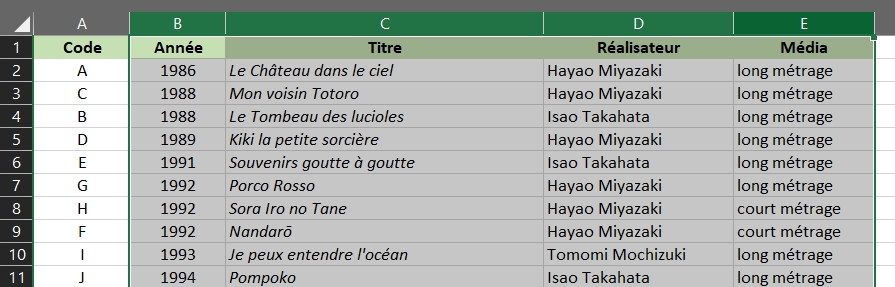 A B C D E
1 Code Année Titre Réalisateur Média
2 A 1986 Le Château dans le ciel Hayao Miyazaki long métrage
3 C 1988 Mon voisin Totoro Hayao Miyazaki long métrage
4 B 1988 Le Tombeau des lucioles Isao Takahata long métrage
5 D 1989 Kiki la petite sorcière Hayao Miyazaki long métrage
6 E 1991 Souvenirs goutte à goutte Isao Takahata long métrage
7 G 1992 Porco Rosso Hayao Miyazaki long métrage
8 H 1992 Sora Iro no Tane Hayao Miyazaki court métrage
9 F 1992 Nandarō Hayao Miyazaki court métrage
10 I 1993 Je peux entendre l'océan Tomomi Mochizuki long métrage
11 J 1994 Pompoko Isao Takahata long métrage